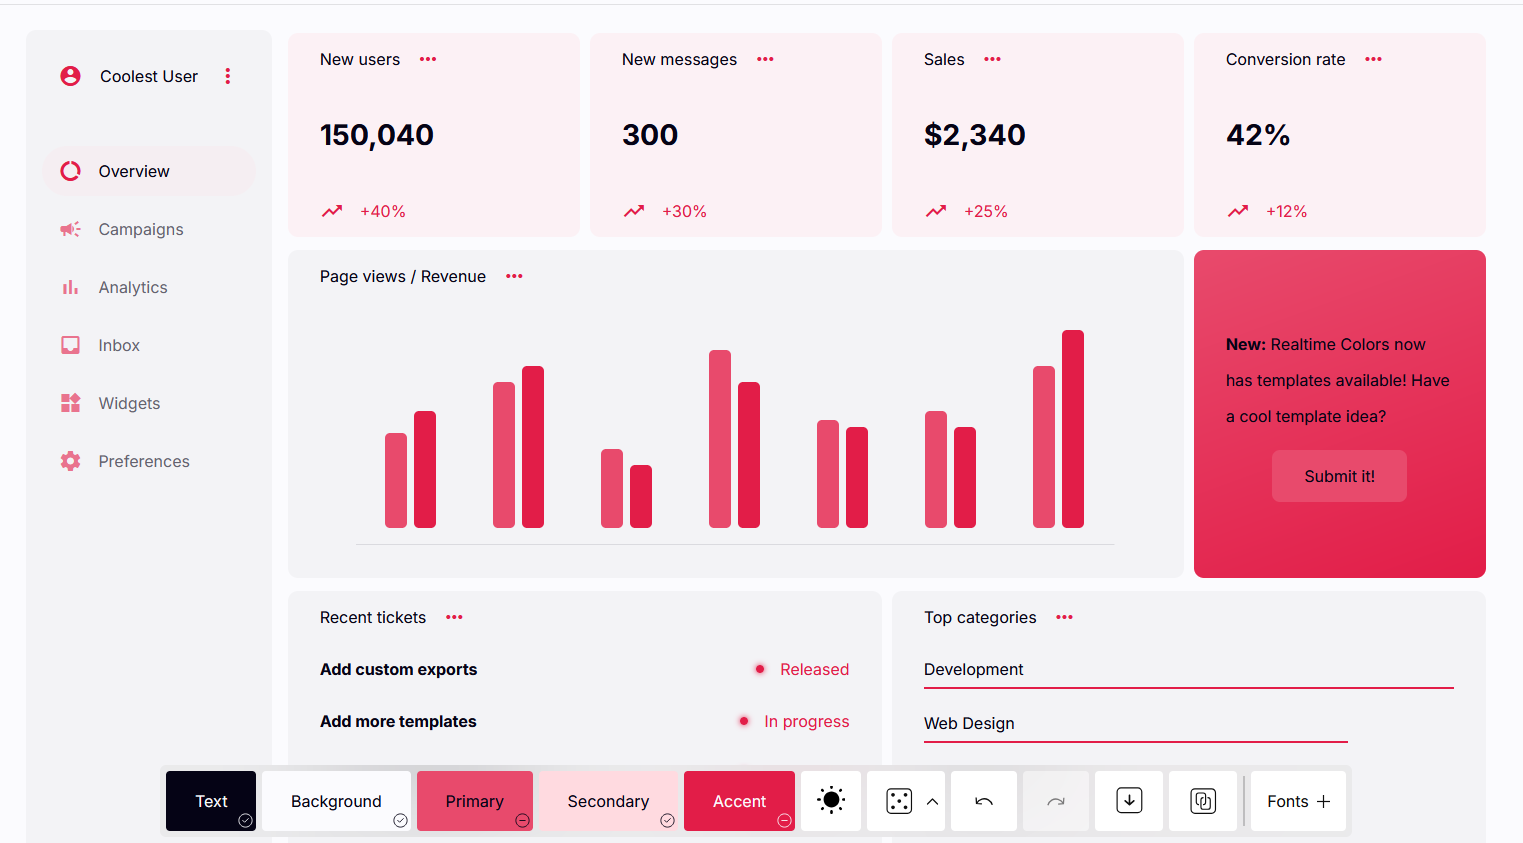 Coolest User
Overview
Campaigns
Analytics
Inbox
Widgets
Preferences
New users
150,040
+40%
New messages
300
+30%
Sales
$2,340
+25%
Conversion rate
42%
+12%
Page views / Revenue
New: Realtime Colors now
has templates available! Have
a cool template idea?
Submit it!
Recent tickets
Add custom exports Released
Add more templates In progress
Top categories
Development
Web Design
Text
Background
Primary
Secondary
Accent
Fonts